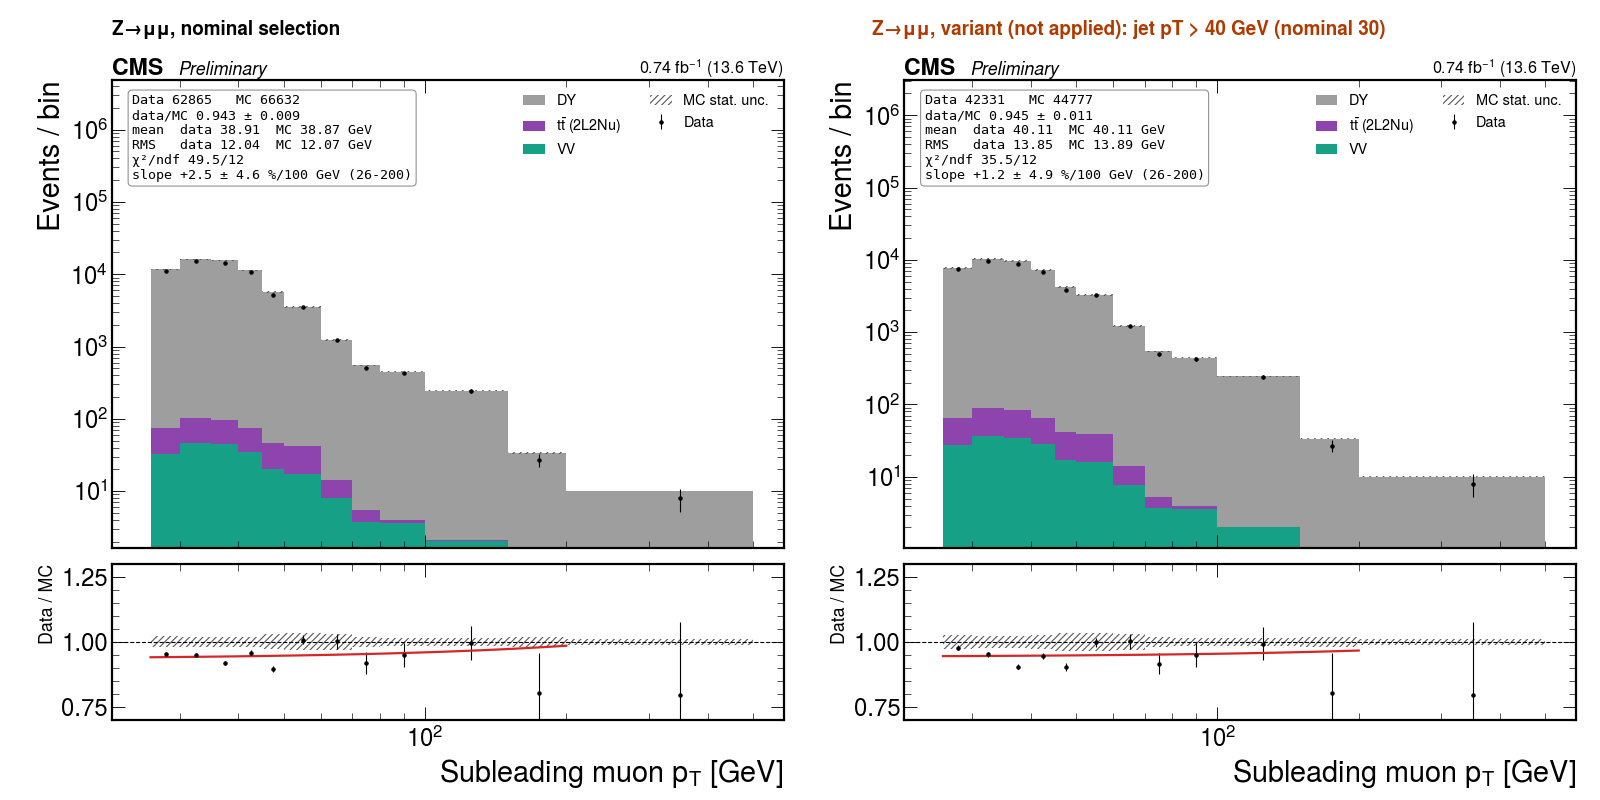 Z→μμ, nominal selection
CMS Preliminary 0.74 fb⁻¹ (13.6 TeV)
Data 62865 MC 66632
data/MC 0.943 ± 0.009
mean data 38.91 MC 38.87 GeV
RMS data 12.04 MC 12.07 GeV
χ²/ndf 49.5/12
slope +2.5 ± 4.6 %/100 GeV (26-200)
DY
tt̄ (2L2Nu)
VV
MC stat. unc.
Data
Events / bin
10⁶
10⁵
10⁴
10³
10²
10¹
Data / MC
1.25
1.00
0.75
10²
Subleading muon p_T [GeV]
Z→μμ, variant (not applied): jet pT > 40 GeV (nominal 30)
CMS Preliminary 0.74 fb⁻¹ (13.6 TeV)
Data 42331 MC 44777
data/MC 0.945 ± 0.011
mean data 40.11 MC 40.11 GeV
RMS data 13.85 MC 13.89 GeV
χ²/ndf 35.5/12
slope +1.2 ± 4.9 %/100 GeV (26-200)
DY
tt̄ (2L2Nu)
VV
MC stat. unc.
Data
Events / bin
10⁶
10⁵
10⁴
10³
10²
10¹
Data / MC
1.25
1.00
0.75
10²
Subleading muon p_T [GeV]